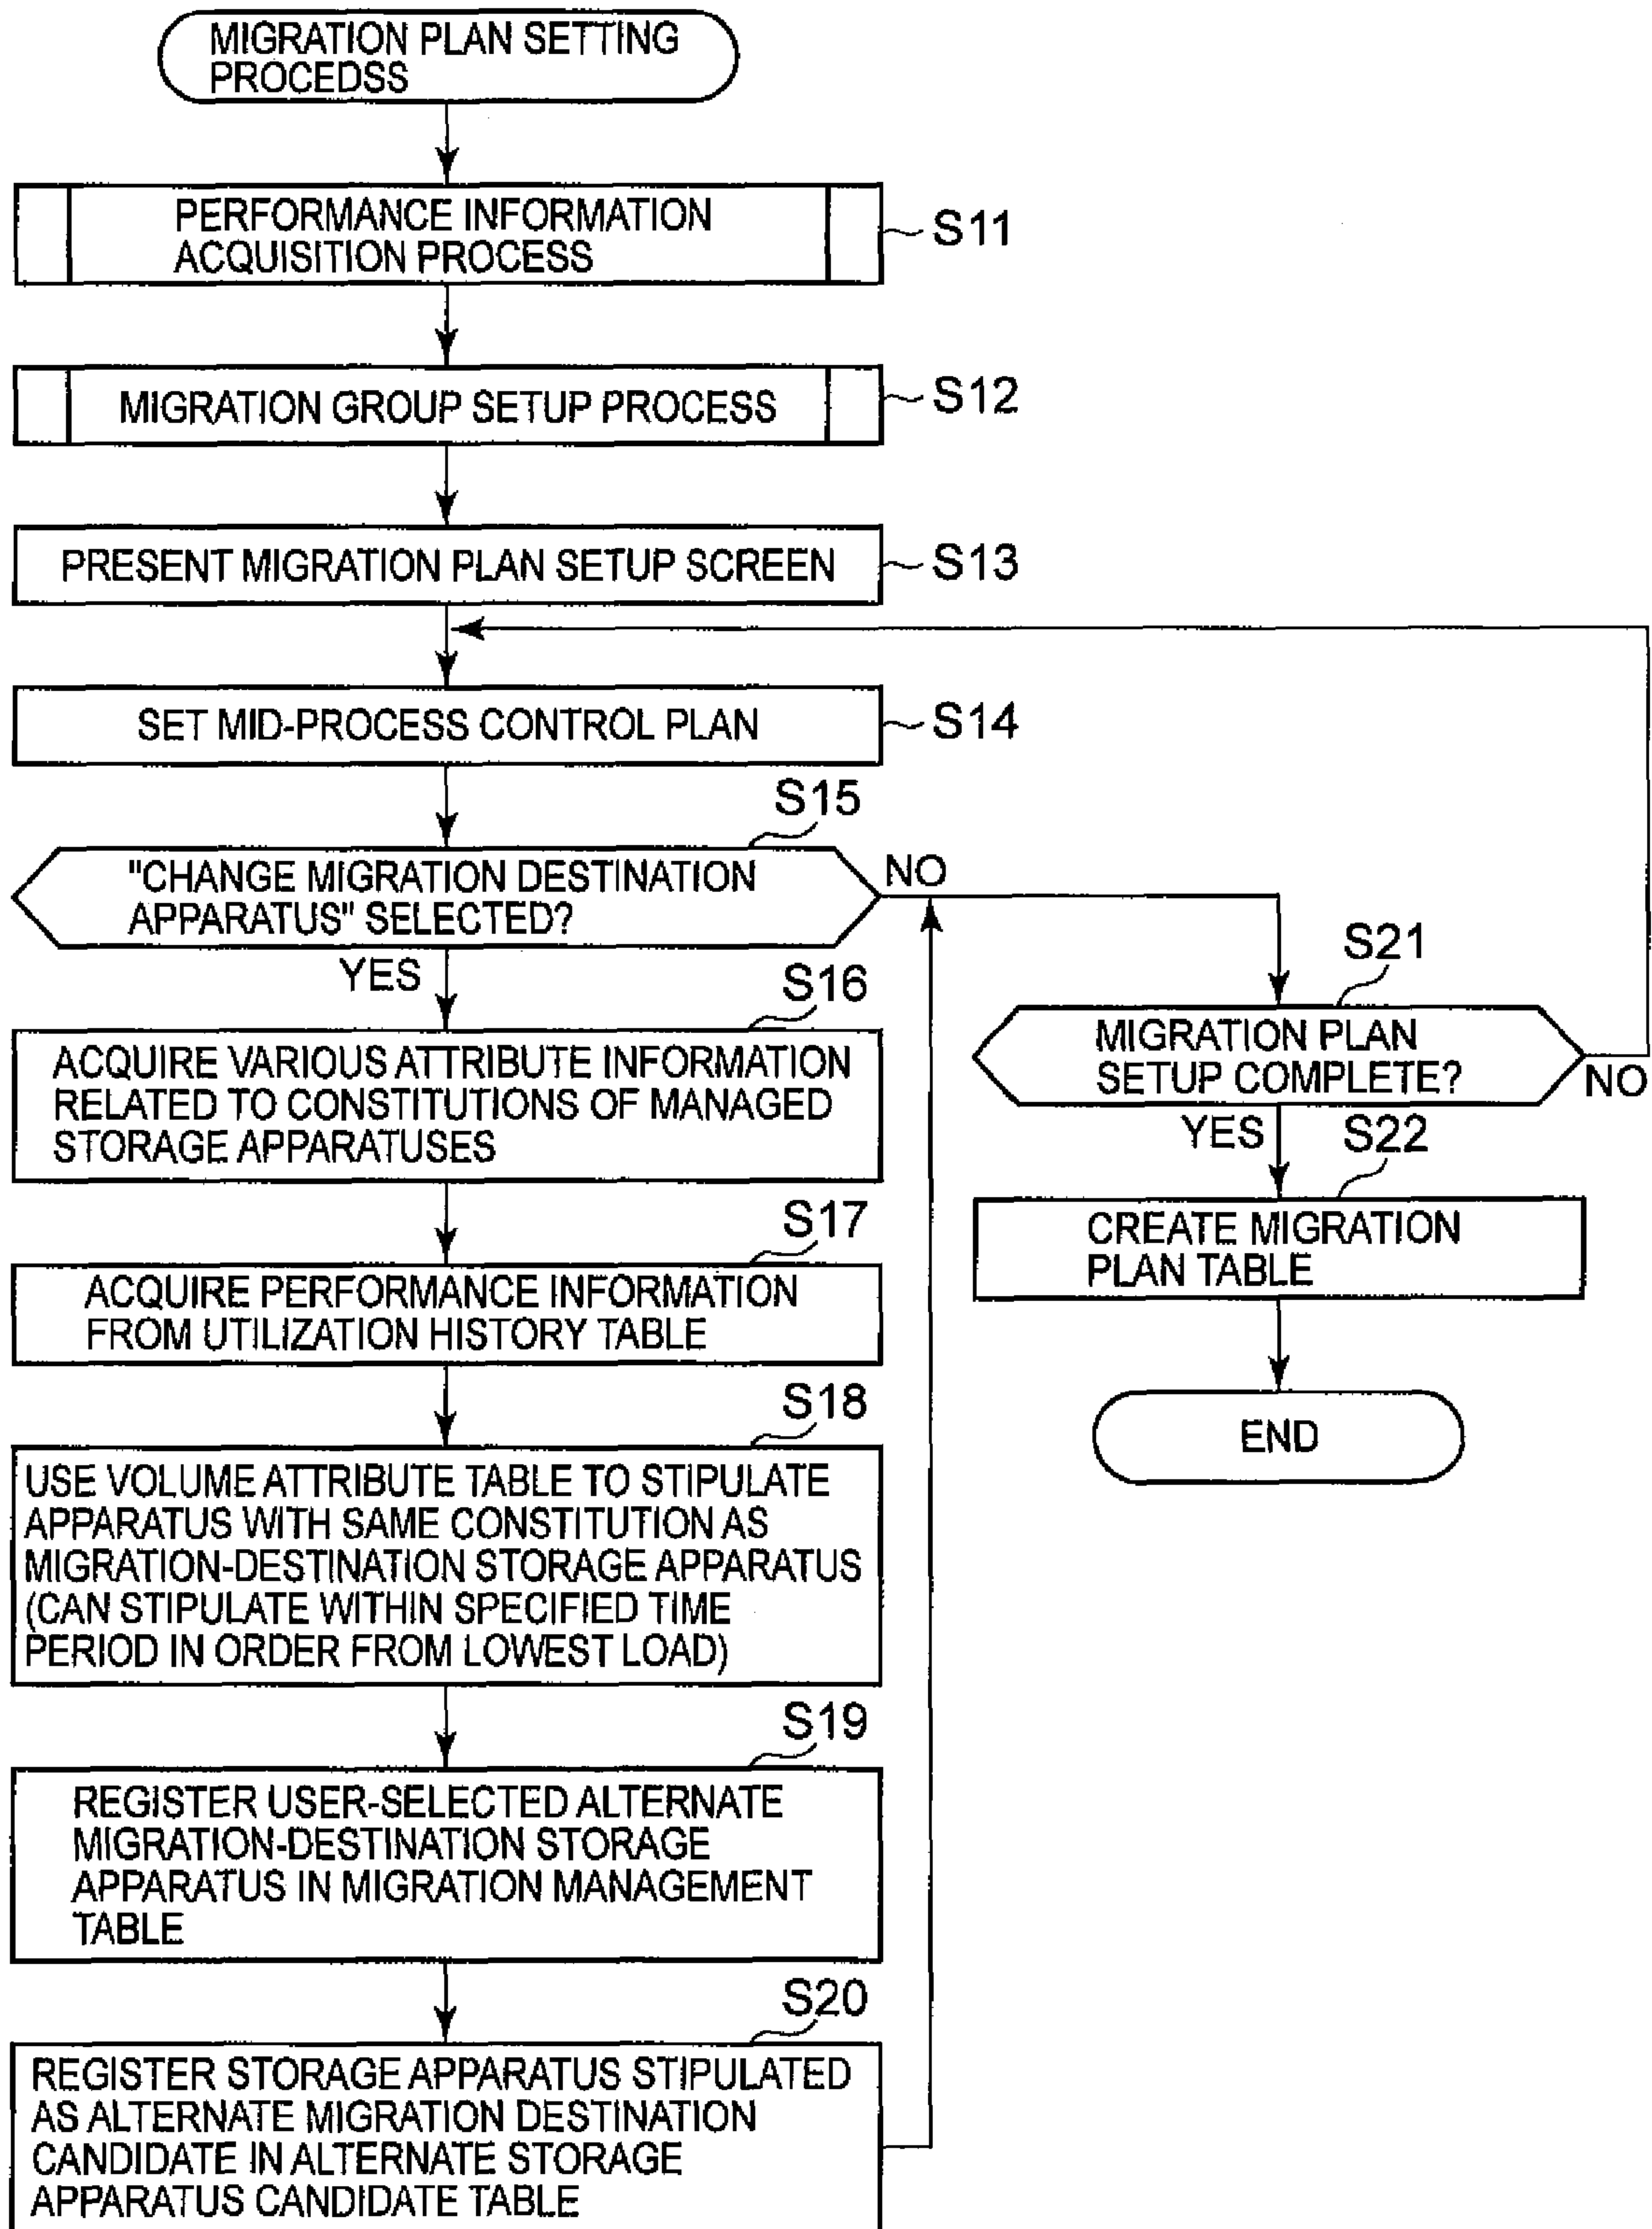 MIGRATION PLAN SETTING
PROCEDSS
PERFORMANCE INFORMATION
ACQUISITION PROCESS
S11
MIGRATION GROUP SETUP PROCESS
S12
PRESENT MIGRATION PLAN SETUP SCREEN
S13
SET MID-PROCESS CONTROL PLAN
S14
S15
"CHANGE MIGRATION DESTINATION
APPARATUS" SELECTED?
NO
YES
S16
ACQUIRE VARIOUS ATTRIBUTE INFORMATION
RELATED TO CONSTITUTIONS OF MANAGED
STORAGE APPARATUSES
S17
ACQUIRE PERFORMANCE INFORMATION
FROM UTILIZATION HISTORY TABLE
S18
USE VOLUME ATTRIBUTE TABLE TO STIPULATE
APPARATUS WITH SAME CONSTITUTION AS
MIGRATION-DESTINATION STORAGE APPARATUS
(CAN STIPULATE WITHIN SPECIFIED TIME
PERIOD IN ORDER FROM LOWEST LOAD)
S19
REGISTER USER-SELECTED ALTERNATE
MIGRATION-DESTINATION STORAGE
APPARATUS IN MIGRATION MANAGEMENT
TABLE
S20
REGISTER STORAGE APPARATUS STIPULATED
AS ALTERNATE MIGRATION DESTINATION
CANDIDATE IN ALTERNATE STORAGE
APPARATUS CANDIDATE TABLE
S21
MIGRATION PLAN
SETUP COMPLETE?
NO
YES
S22
CREATE MIGRATION
PLAN TABLE
END